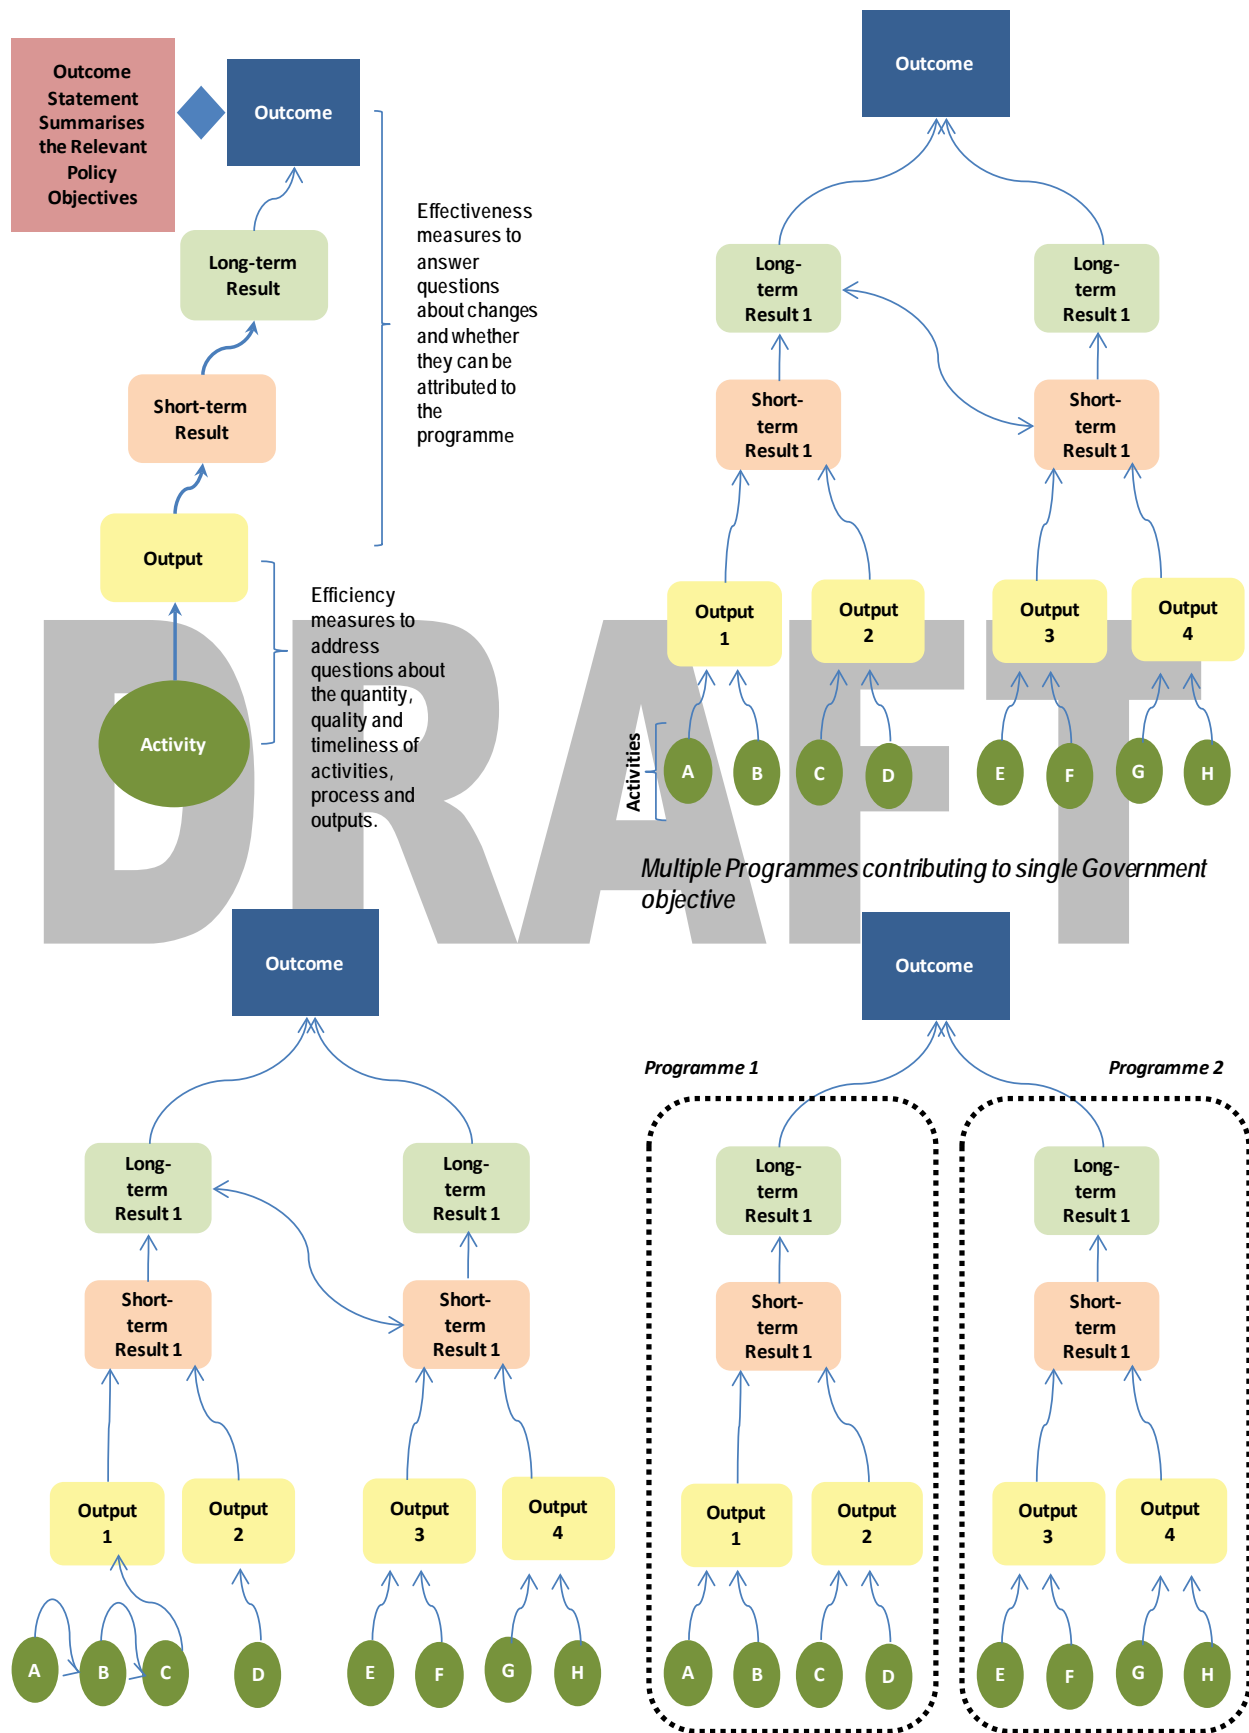 Outcome
Statement
Summarises
the Relevant
Policy
Objectives
Outcome
Long-term
Result
Short-term
Result
Output
Activity
Effectiveness
measures to
answer
questions
about changes
and whether
they can be
attributed to
the
programme
Efficiency
measures to
address
questions about
the quantity,
quality and
timeliness of
activities,
process and
outputs.
Outcome
Long-
term
Result 1
Long-
term
Result 1
Short-
term
Result 1
Short-
term
Result 1
Output
1
Output
2
Output
3
Output
4
Activities
A
B
C
D
E
F
G
H
DRAFT
Multiple Programmes contributing to single Government
objective
Outcome
Long-
term
Result 1
Long-
term
Result 1
Short-
term
Result 1
Short-
term
Result 1
Output
1
Output
2
Output
3
Output
4
A
B
C
D
E
F
G
H
Outcome
Programme 1
Programme 2
Long-
term
Result 1
Long-
term
Result 1
Short-
term
Result 1
Short-
term
Result 1
Output
1
Output
2
Output
3
Output
4
A
B
C
D
E
F
G
H